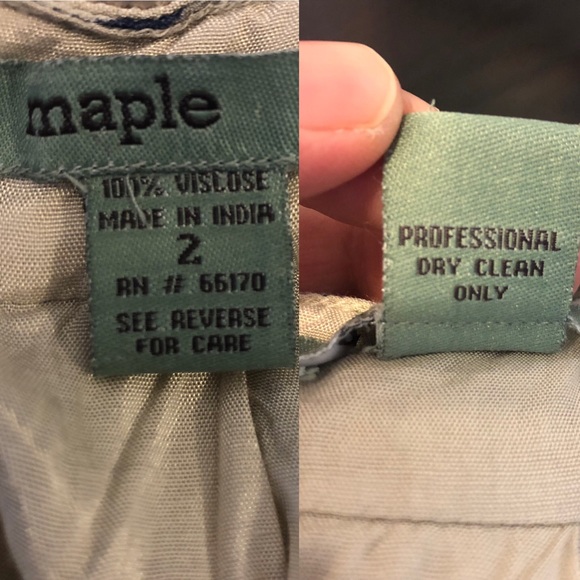 maple
100% VISCOSE
MADE IN INDIA
2
RN # 66170
SEE REVERSE
FOR CARE
PROFESSIONAL
DRY CLEAN
ONLY